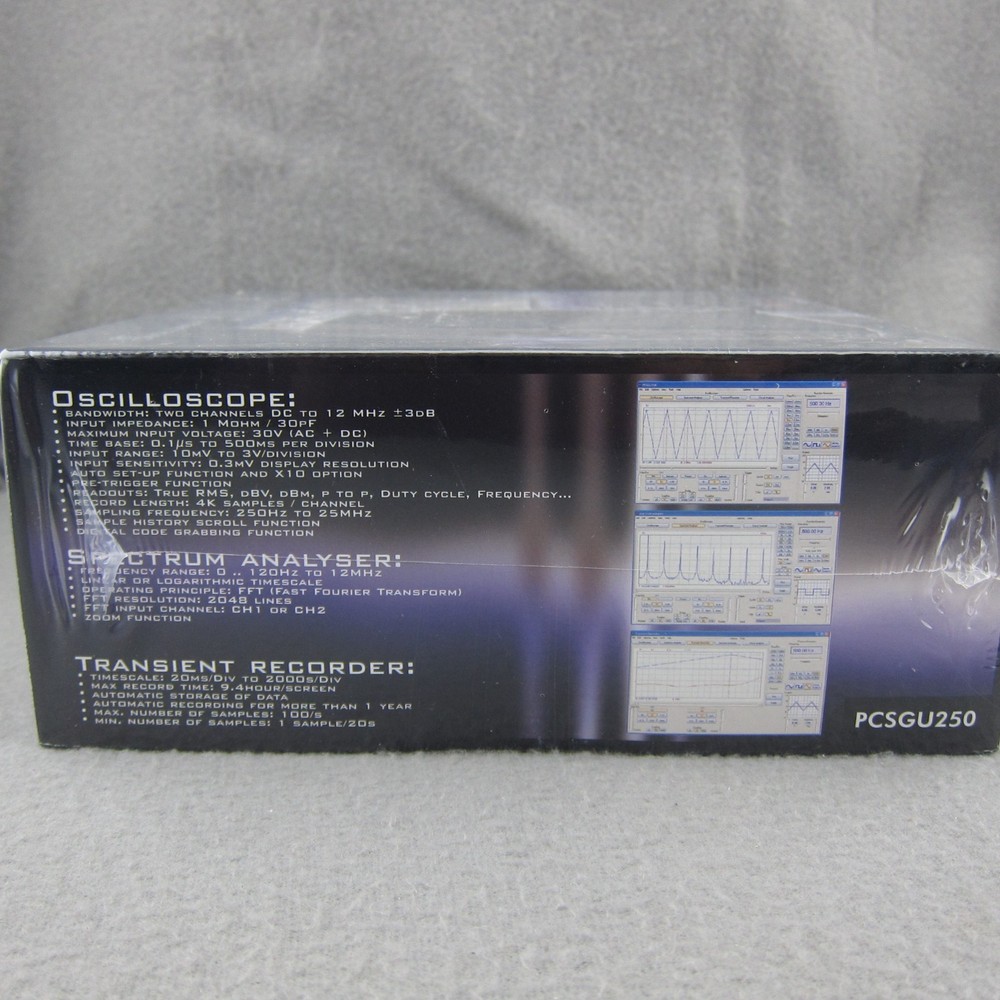 OSCILLOSCOPE:
BANDWIDTH: TWO CHANNELS DC TO 12 MHZ ±3DB
INPUT IMPEDANCE: 1 MOHM / 30PF
MAXIMUM INPUT VOLTAGE: 30V (AC + DC)
TIME BASE: 0.1µS TO 500MS PER DIVISION
INPUT RANGE: 10MV TO 3V/DIVISION
INPUT SENSITIVITY: 0.3MV DISPLAY RESOLUTION
AUTO SET-UP FUNCTION AND X10 OPTION
PRE-TRIGGER FUNCTION
READOUTS: TRUE RMS, DBV, DBM, P TO P, DUTY CYCLE, FREQUENCY...
RECORD LENGTH: 4K SAMPLES / CHANNEL
SAMPLING FREQUENCY: 250HZ TO 25MHZ
SAMPLE HISTORY SCROLL FUNCTION
DIGITAL CODE GRABBING FUNCTION
SPECTRUM ANALYSER:
FREQUENCY RANGE: 0 .. 120HZ TO 12MHZ
LINEAR OR LOGARITHMIC TIMESCALE
OPERATING PRINCIPLE: FFT (FAST FOURIER TRANSFORM)
FFT RESOLUTION: 2048 LINES
FFT INPUT CHANNEL: CH1 OR CH2
ZOOM FUNCTION
TRANSIENT RECORDER:
TIMESCALE: 20MS/DIV TO 2000S/DIV
MAX RECORD TIME: 9.4HOUR/SCREEN
AUTOMATIC STORAGE OF DATA
AUTOMATIC RECORDING FOR MORE THAN 1 YEAR
MAX. NUMBER OF SAMPLES: 100/S
MIN. NUMBER OF SAMPLES: 1 SAMPLE/20S
PCSGU250